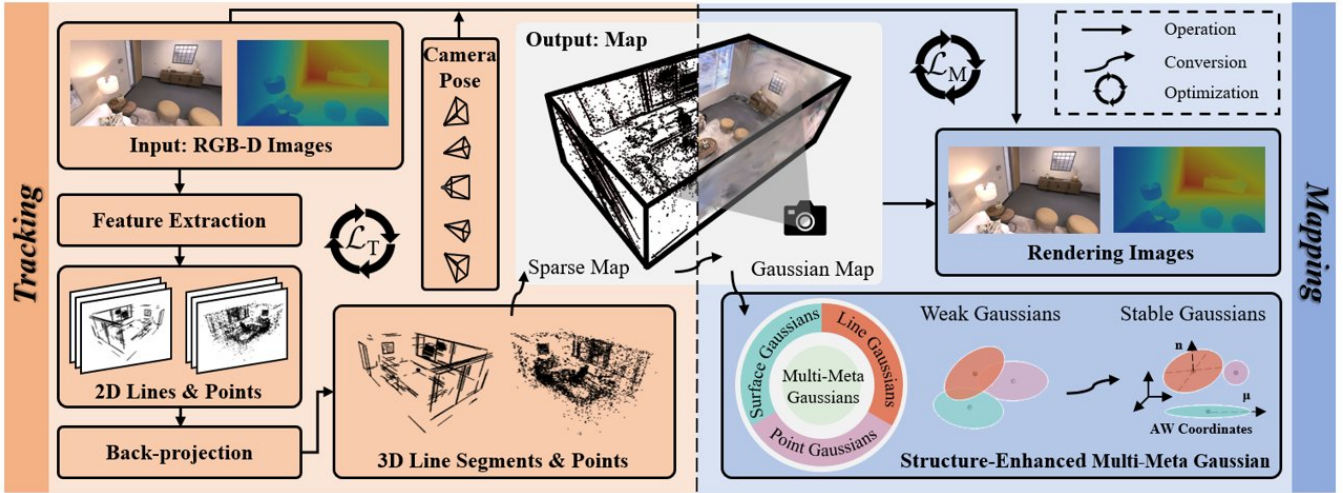 Tracking
Input: RGB-D Images
Feature Extraction
2D Lines & Points
Back-projection
ℒT
Camera
Pose
3D Line Segments & Points
Output: Map
Sparse Map
Gaussian Map
ℒM
Operation
Conversion
Optimization
Rendering Images
Mapping
Surface Gaussians
Line Gaussians
Point Gaussians
Multi-Meta
Gaussians
Weak Gaussians
Stable Gaussians
n
μ
AW Coordinates
Structure-Enhanced Multi-Meta Gaussian